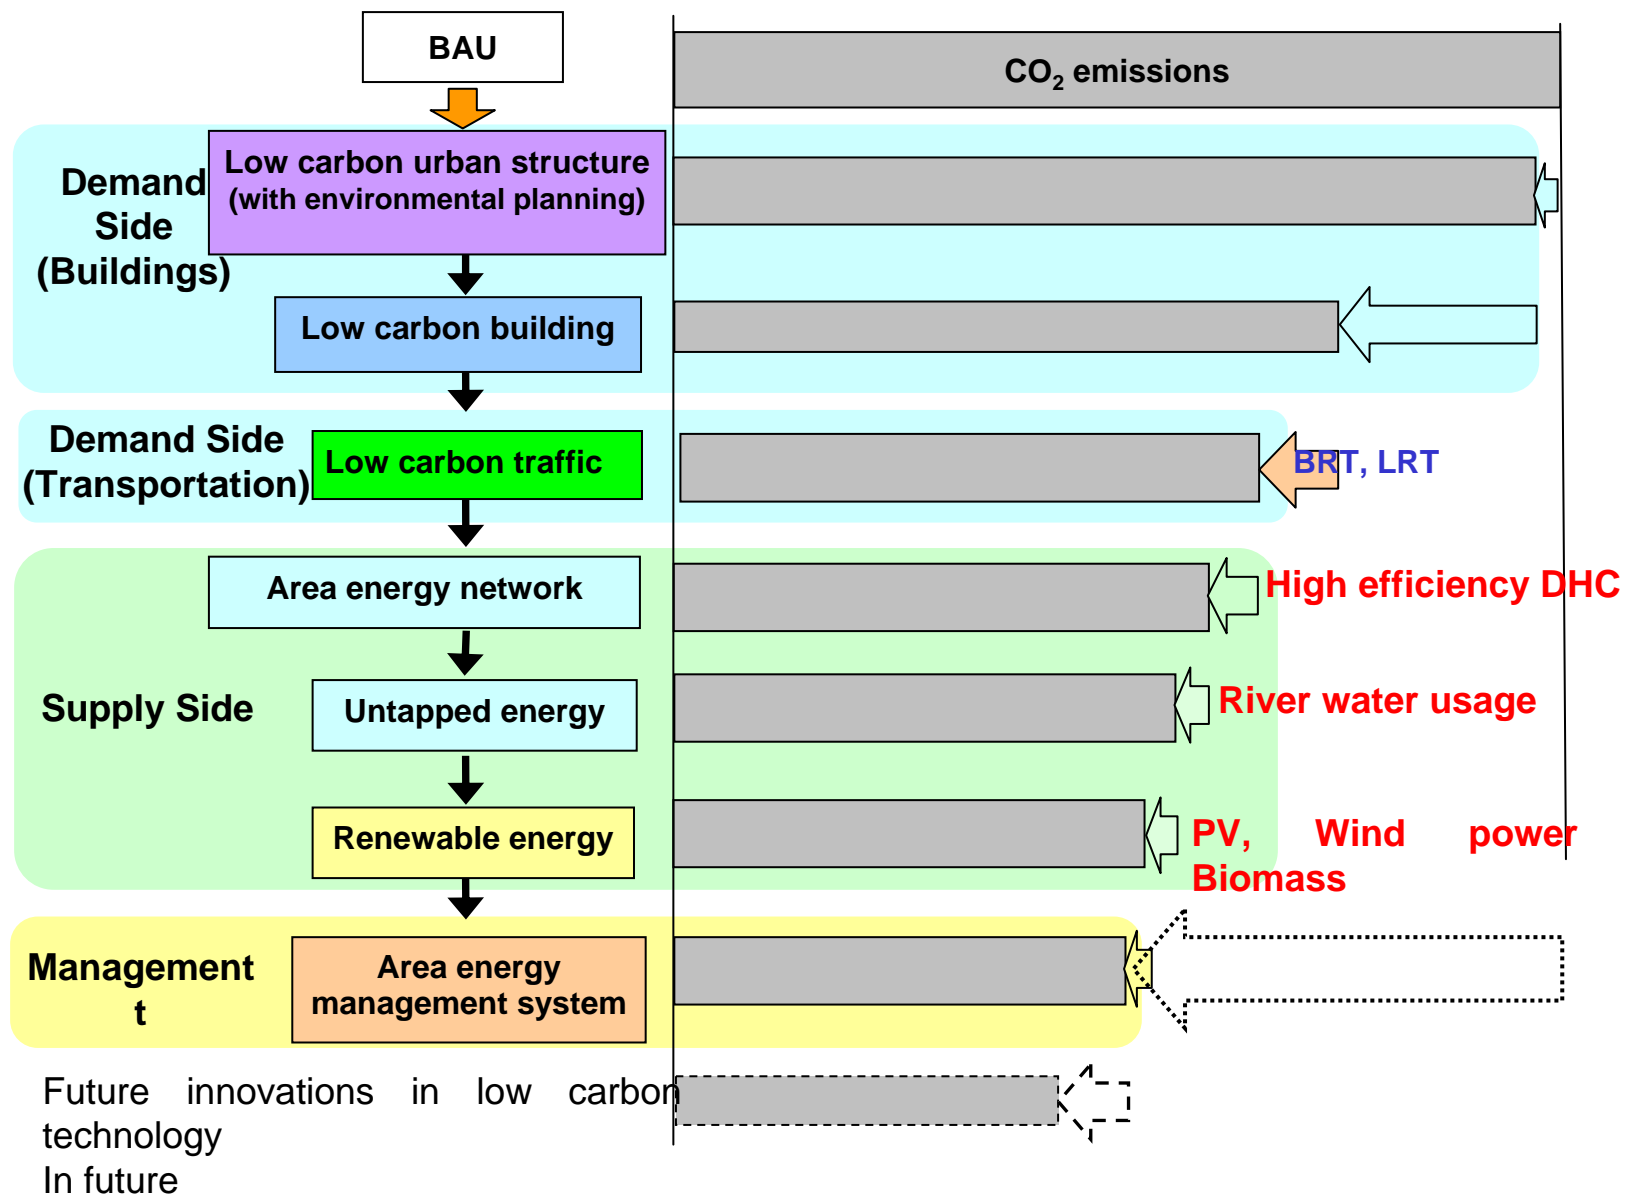 BAU
CO2 emissions
Demand
Side
(Buildings)
Low carbon urban structure
(with environmental planning)
Low carbon building
Demand Side
(Transportation)
Low carbon traffic
BRT, LRT
Supply Side
Area energy network
High efficiency DHC
Untapped energy
River water usage
Renewable energy
PV, Wind power
Biomass
Management
t
Area energy
management system
Future innovations in low carbon
technology
In future